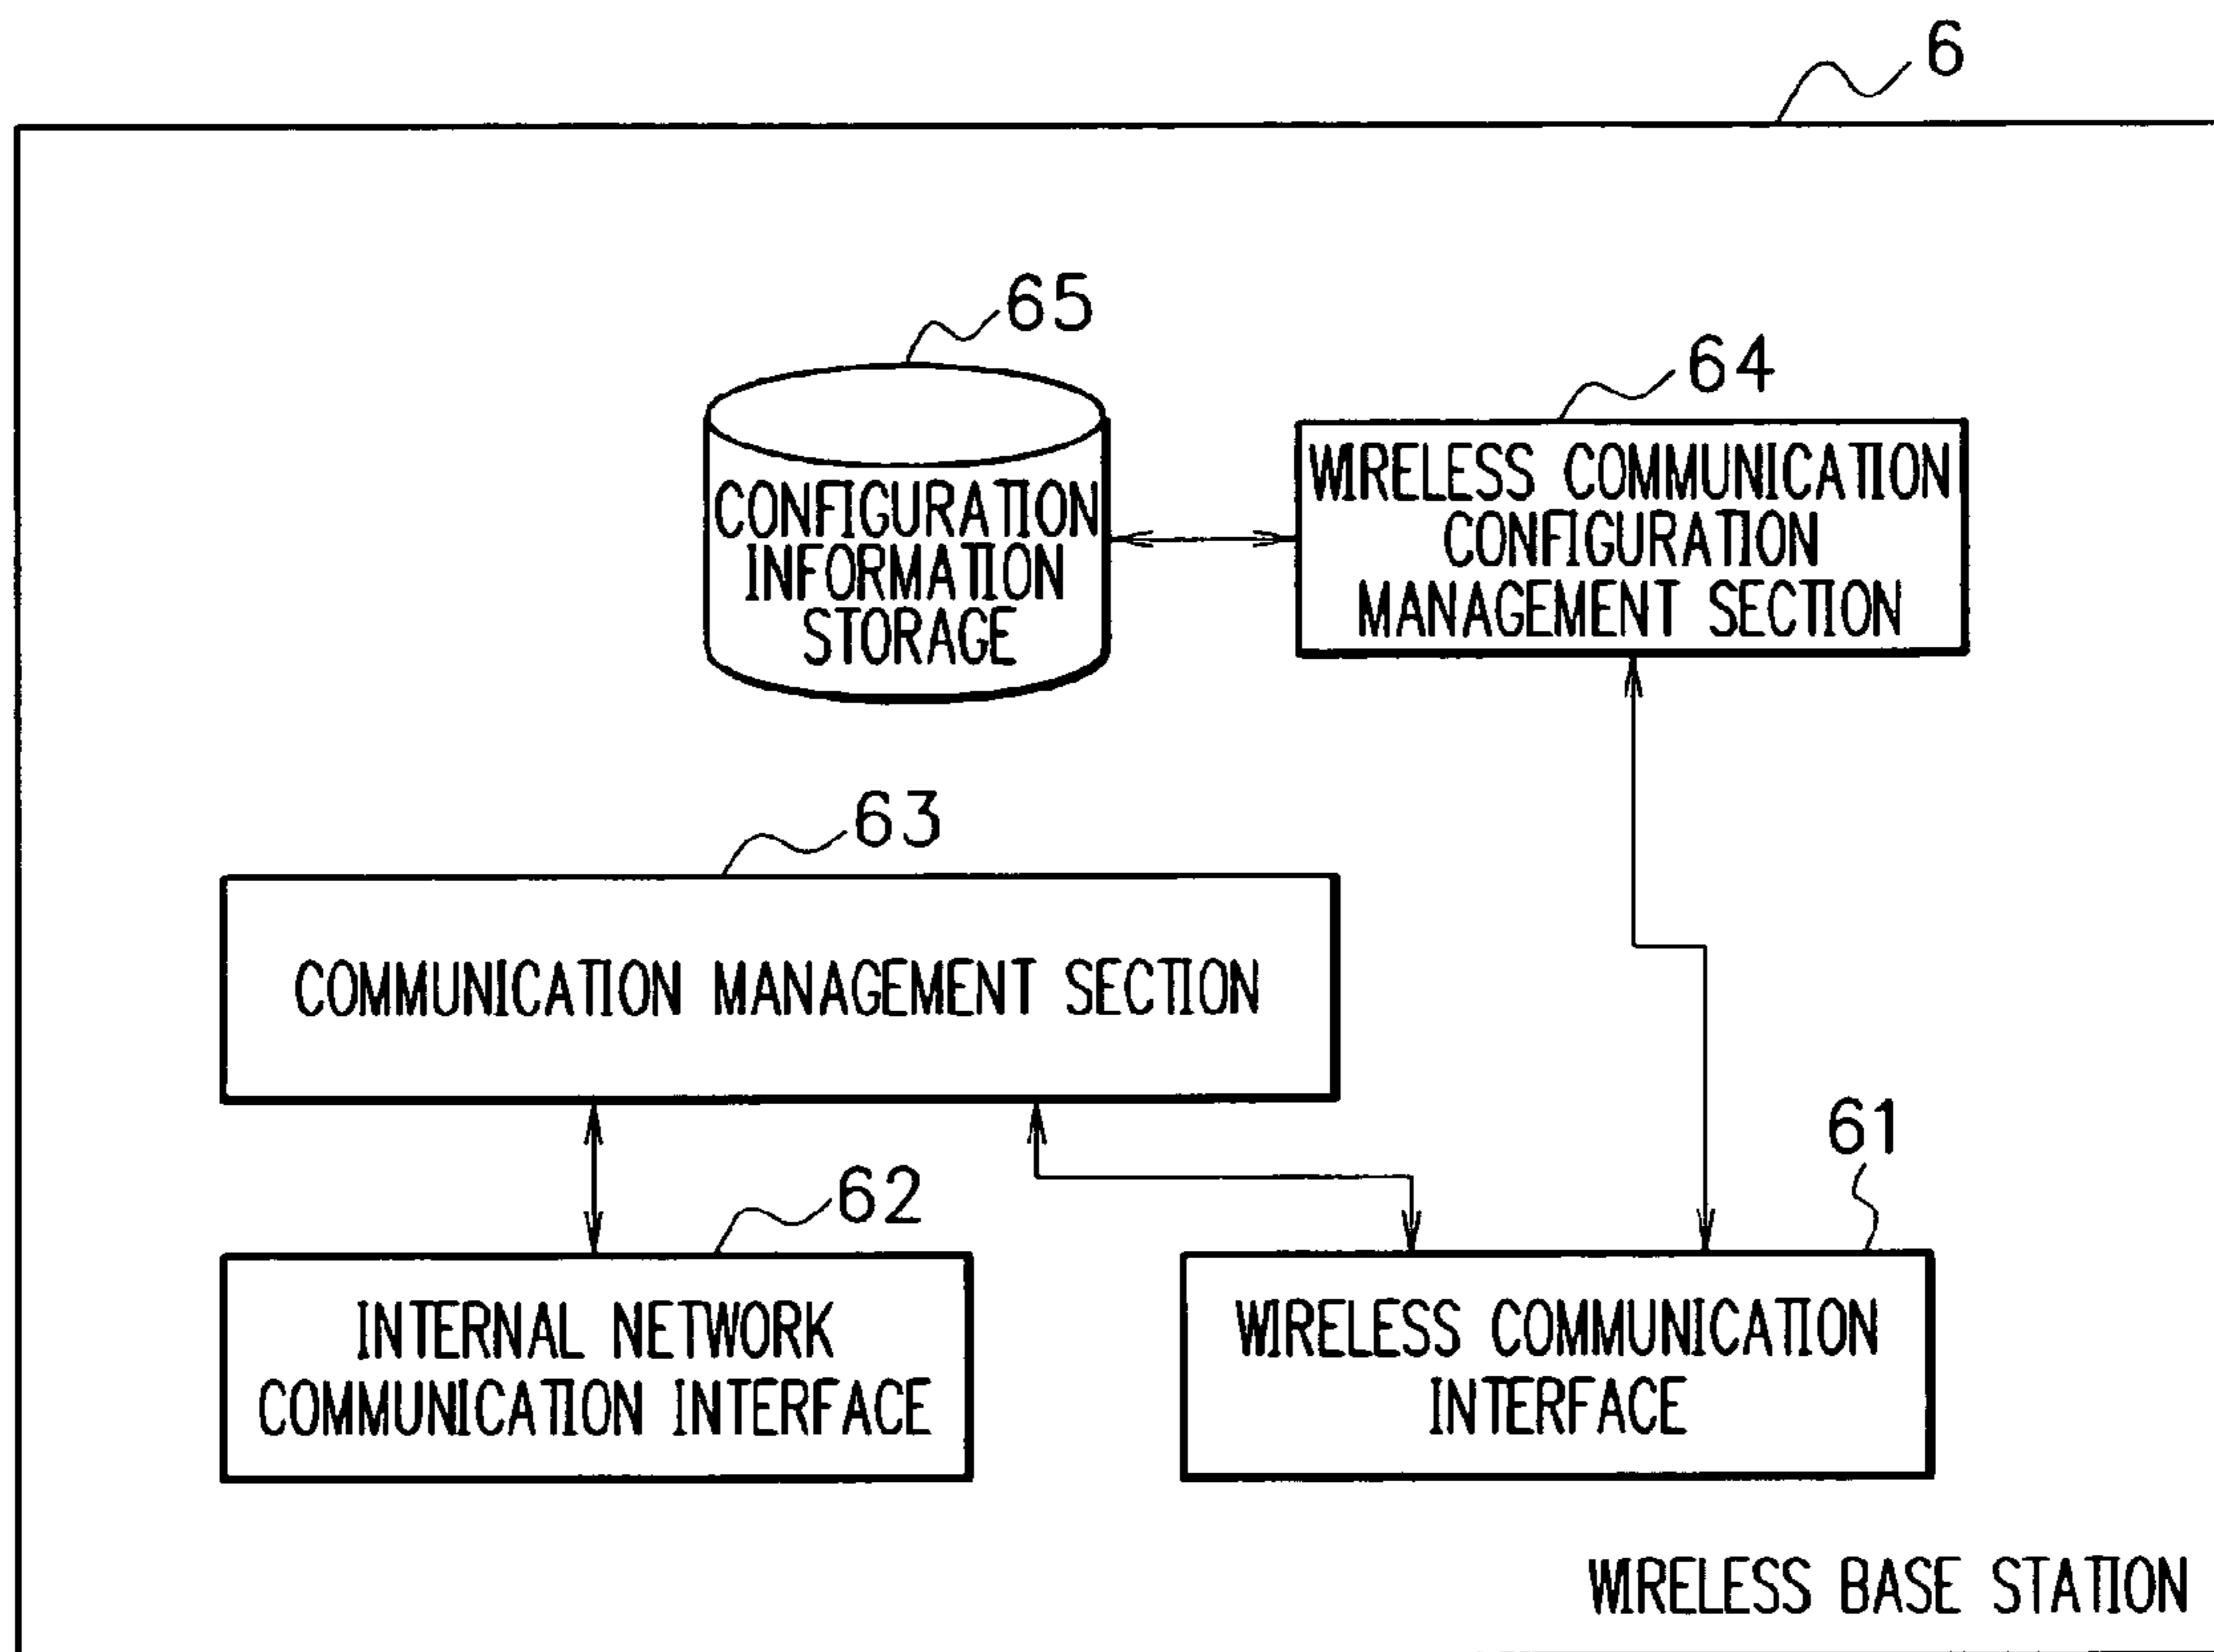 6
65
64
CONFIGURATION
INFORMATION
STORAGE
WIRELESS COMMUNICATION
CONFIGURATION
MANAGEMENT SECTION
63
COMMUNICATION MANAGEMENT SECTION
62
61
INTERNAL NETWORK
COMMUNICATION INTERFACE
WIRELESS COMMUNICATION
INTERFACE
WIRELESS BASE STATION